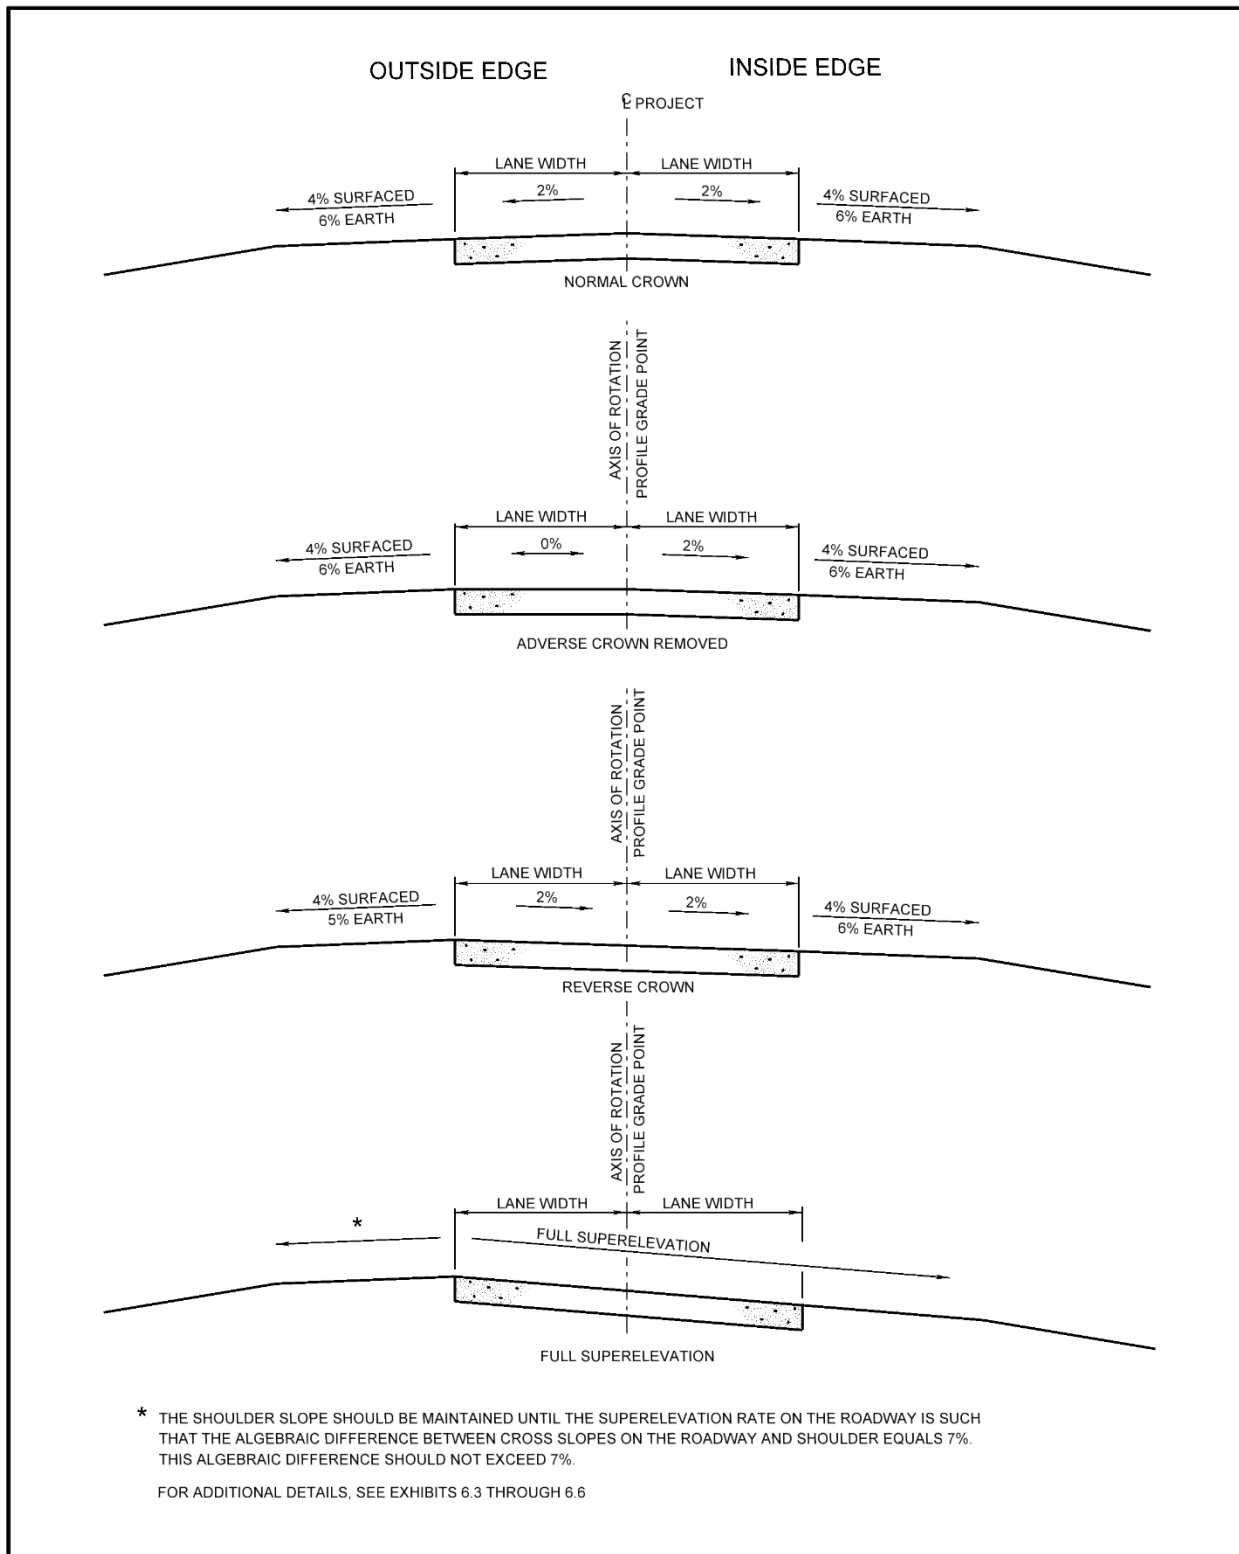 OUTSIDE EDGE
INSIDE EDGE
℄ PROJECT
LANE WIDTH
LANE WIDTH
4% SURFACED
6% EARTH
2%
2%
4% SURFACED
6% EARTH
NORMAL CROWN
AXIS OF ROTATION
PROFILE GRADE POINT
LANE WIDTH
LANE WIDTH
4% SURFACED
6% EARTH
0%
2%
4% SURFACED
6% EARTH
ADVERSE CROWN REMOVED
AXIS OF ROTATION
PROFILE GRADE POINT
LANE WIDTH
LANE WIDTH
4% SURFACED
5% EARTH
2%
2%
4% SURFACED
6% EARTH
REVERSE CROWN
AXIS OF ROTATION
PROFILE GRADE POINT
LANE WIDTH
LANE WIDTH
*
FULL SUPERELEVATION
FULL SUPERELEVATION
* THE SHOULDER SLOPE SHOULD BE MAINTAINED UNTIL THE SUPERELEVATION RATE ON THE ROADWAY IS SUCH
THAT THE ALGEBRAIC DIFFERENCE BETWEEN CROSS SLOPES ON THE ROADWAY AND SHOULDER EQUALS 7%.
THIS ALGEBRAIC DIFFERENCE SHOULD NOT EXCEED 7%.
FOR ADDITIONAL DETAILS, SEE EXHIBITS 6.3 THROUGH 6.6